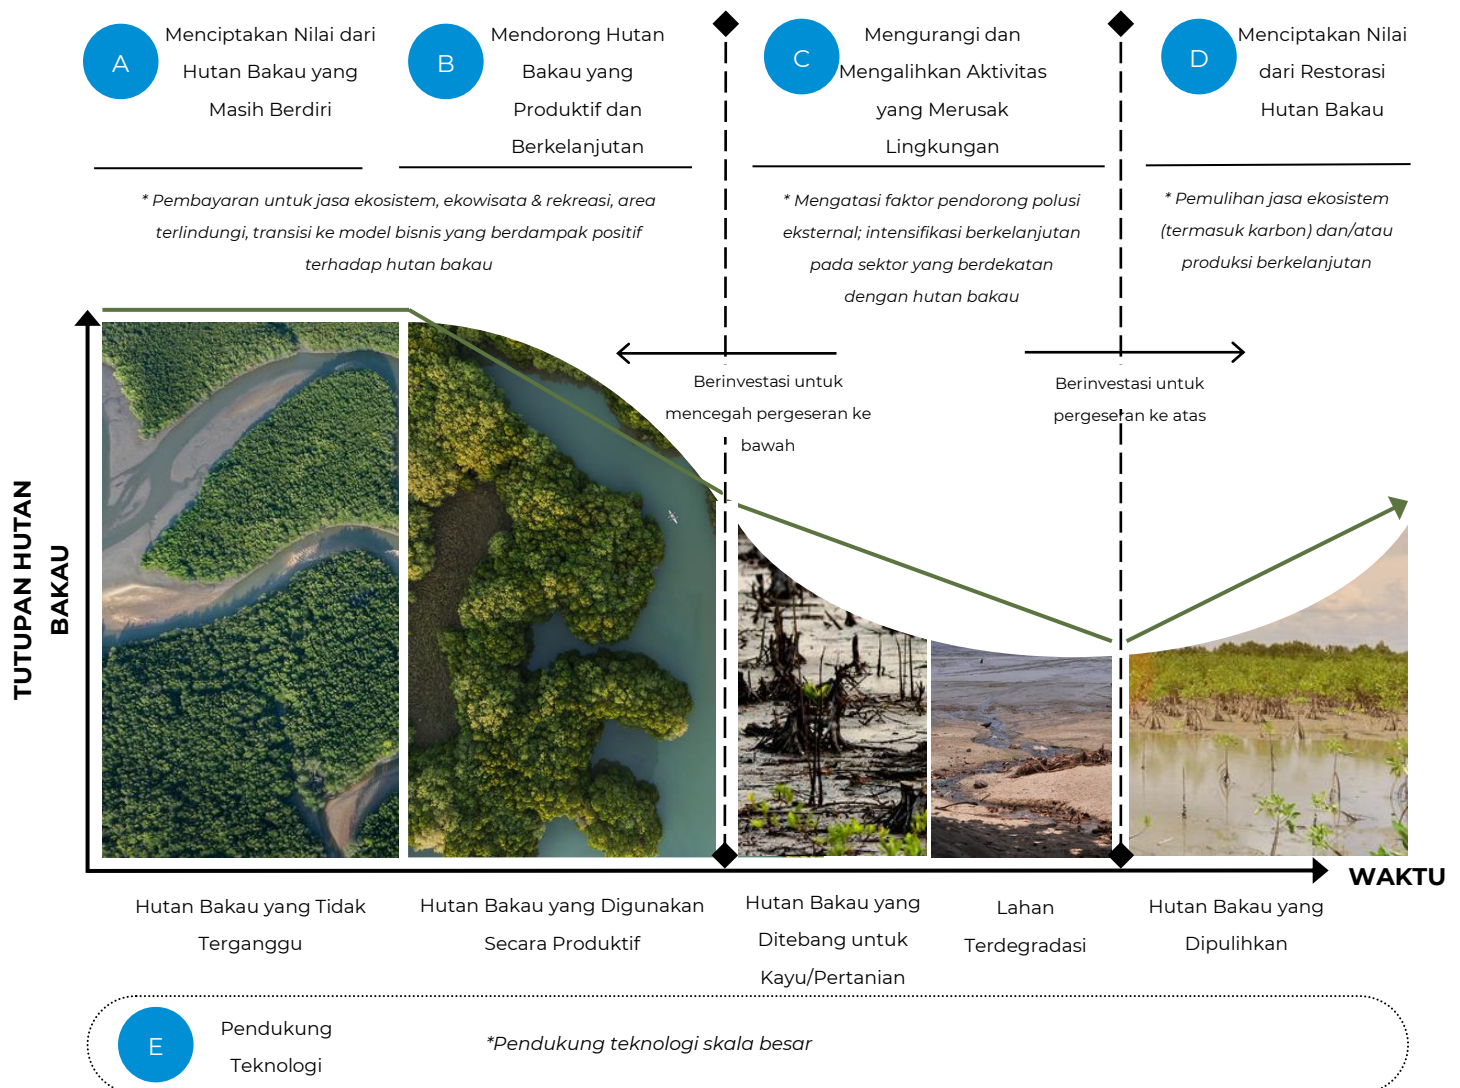 A
Menciptakan Nilai dari
Hutan Bakau yang
Masih Berdiri
B
Mendorong Hutan
Bakau yang
Produktif dan
Berkelanjutan
C
Mengurangi dan
Mengalihkan Aktivitas
yang Merusak
Lingkungan
D
Menciptakan Nilai
dari Restorasi
Hutan Bakau
* Pembayaran untuk jasa ekosistem, ekowisata & rekreasi, area
terlindungi, transisi ke model bisnis yang berdampak positif
terhadap hutan bakau
* Mengatasi faktor pendorong polusi
eksternal; intensifikasi berkelanjutan
pada sektor yang berdekatan
dengan hutan bakau
* Pemulihan jasa ekosistem
(termasuk karbon) dan/atau
produksi berkelanjutan
Berinvestasi untuk
mencegah pergeseran ke
bawah
Berinvestasi untuk
pergeseran ke atas
TUTUPAN HUTAN
BAKAU
WAKTU
Hutan Bakau yang Tidak
Terganggu
Hutan Bakau yang Digunakan
Secara Produktif
Hutan Bakau yang
Ditebang untuk
Kayu/Pertanian
Lahan
Terdegradasi
Hutan Bakau yang
Dipulihkan
E
Pendukung
Teknologi
*Pendukung teknologi skala besar